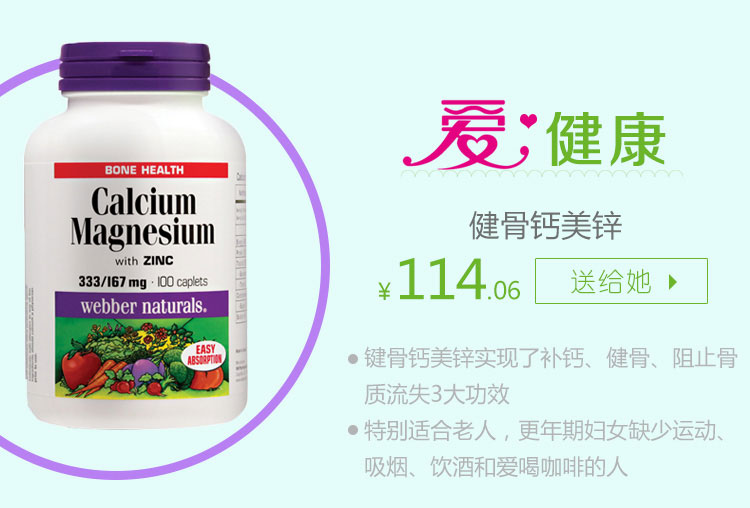 BONE HEALTH
Calcium
Magnesium
with ZINC
333/167 mg · 100 caplets
webber naturals®
EASY
ABSORPTION
爱 健康
健骨钙美锌
¥114.06 送给她
键骨钙美锌实现了补钙、健骨、阻止骨
质流失3大功效
特别适合老人，更年期妇女缺少运动、
吸烟、饮酒和爱喝咖啡的人